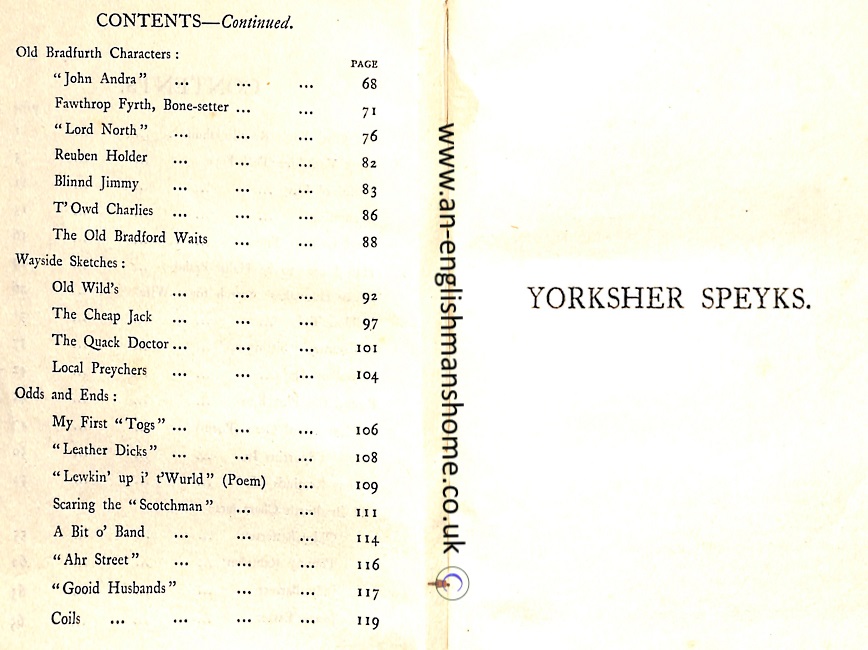 CONTENTS—Continued.
Old Bradfurth Characters :
PAGE
"John Andra" ... ... ... 68
Fawthrop Fyrth, Bone-setter ... ... 71
"Lord North" ... ... ... 76
Reuben Holder ... ... ... 82
Blinnd Jimmy ... ... ... 83
T' Owd Charlies ... ... ... 86
The Old Bradford Waits ... ... 88
Wayside Sketches :
Old Wild's ... ... ... 92
The Cheap Jack ... ... ... 97
The Quack Doctor ... ... ... 101
Local Preychers ... ... ... 104
Odds and Ends :
My First "Togs" ... ... ... 106
"Leather Dicks" ... ... ... 108
"Lewkin' up i' t'Wurld" (Poem) ... 109
Scaring the "Scotchman" ... ... 111
A Bit o' Band ... ... ... 114
"Ahr Street" ... ... ... 116
"Gooid Husbands" ... ... 117
Coils ... ... ... ... 119
www.an-englishmanshome.co.uk
YORKSHER SPEYKS.